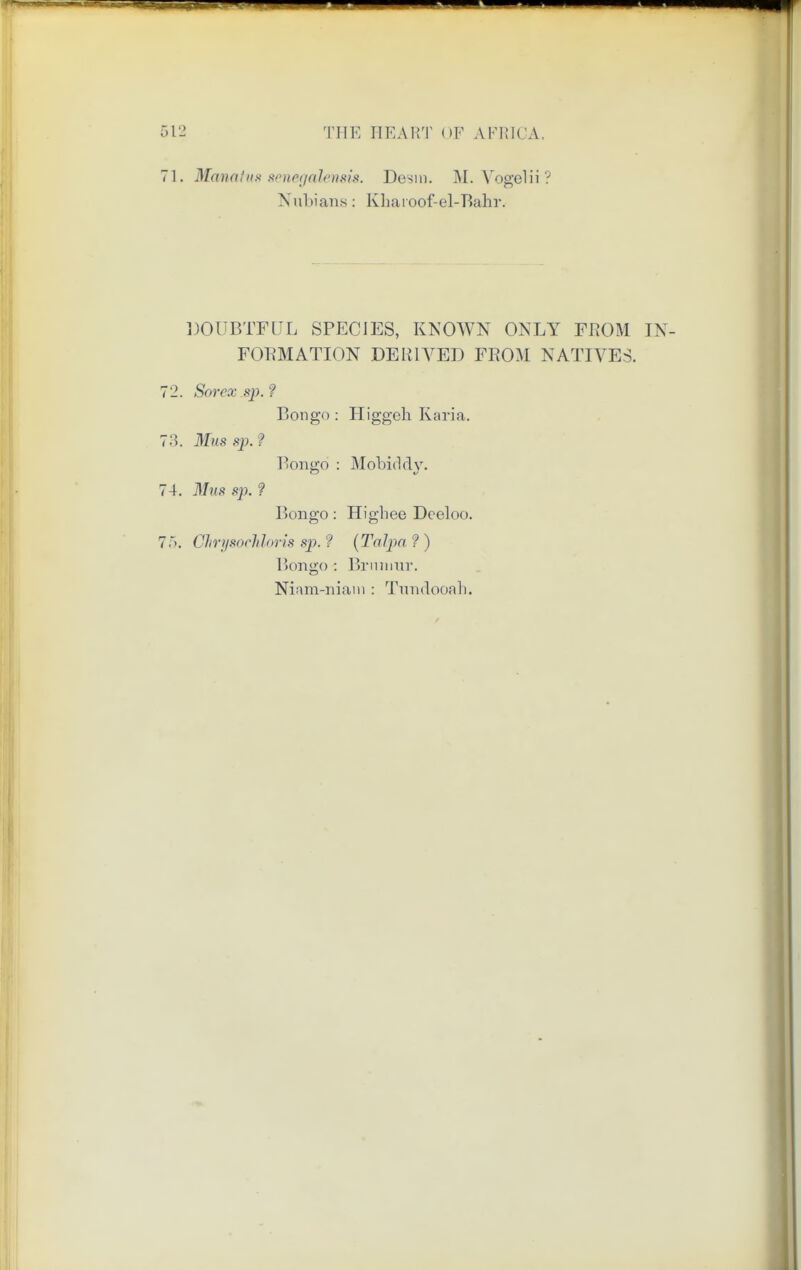 512 THE HEART OF AFRICA.
71. Manatus senegalensis. Desm. M. Vogelii ?
Nubians : Kharoof-el-Bahr.
DOUBTFUL SPECIES, KNOWN ONLY FROM IN-
FORMATION DERIVED FROM NATIVES.
72. Sorex sp. ?
Bongo : Higgeh Karia.
73. Mus sp. ?
Bongo : Mobiddy.
74. Mus sp. ?
Bongo : Highee Deeloo.
75. Chrysochloris sp. ? (Talpa ? )
Bongo : Brumur.
Niam-niam : Tundooah.